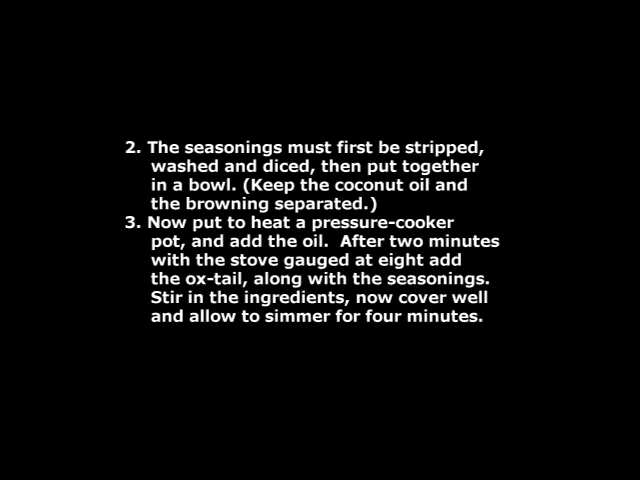 2. The seasonings must first be stripped,
washed and diced, then put together
in a bowl. (Keep the coconut oil and
the browning separated.)
3. Now put to heat a pressure-cooker
pot, and add the oil. After two minutes
with the stove gauged at eight add
the ox-tail, along with the seasonings.
Stir in the ingredients, now cover well
and allow to simmer for four minutes.